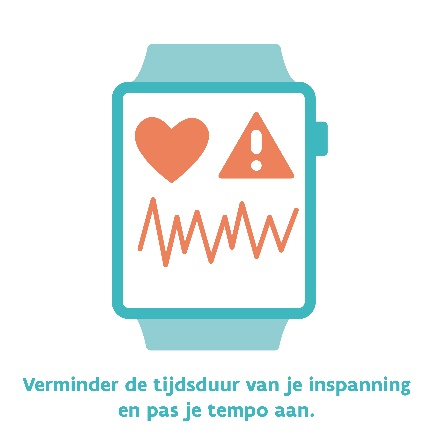 Verminder de tijdsduur van je inspanning
en pas je tempo aan.